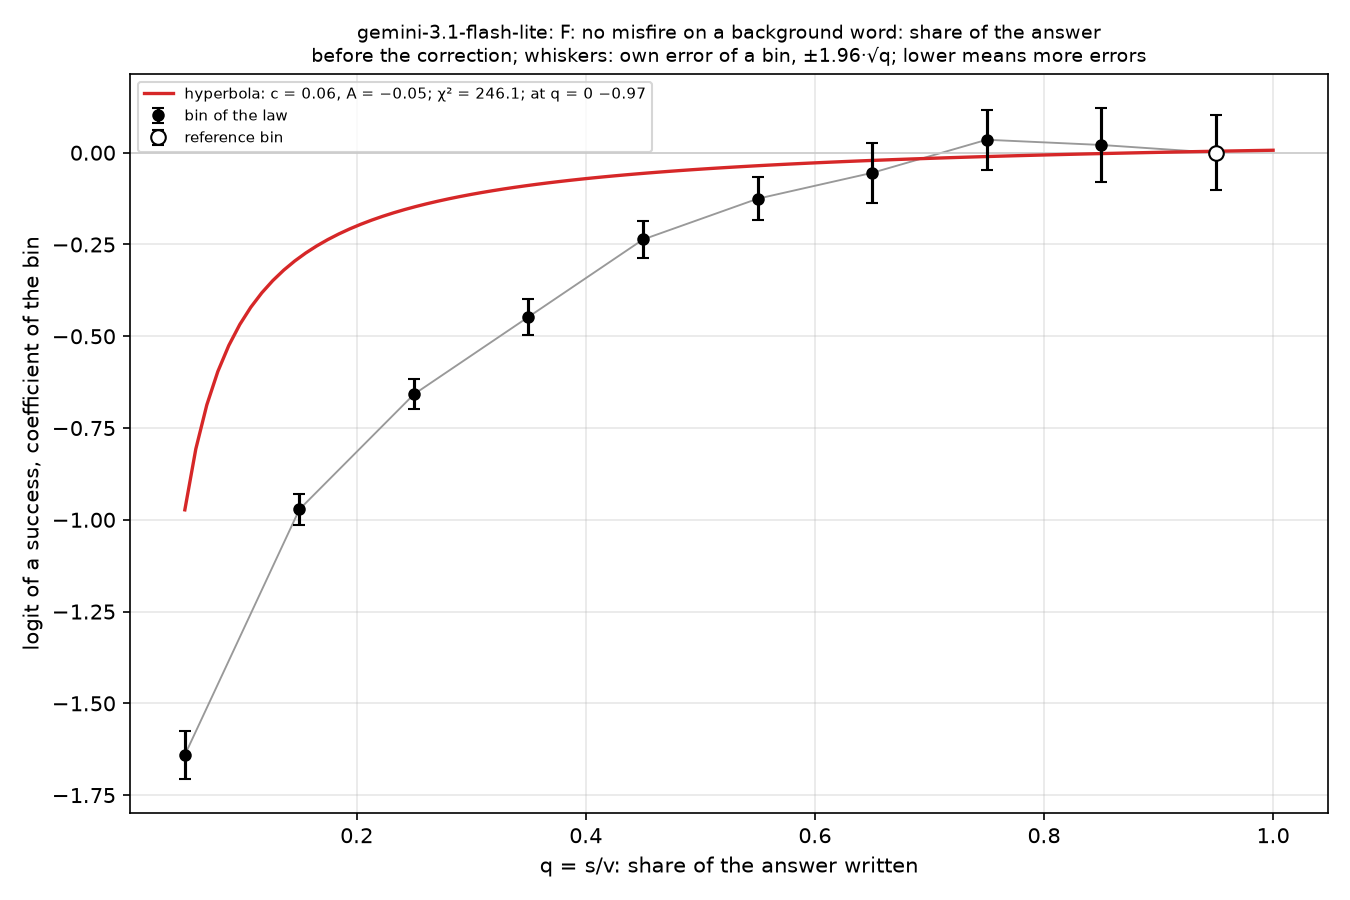 gemini-3.1-flash-lite: F: no misfire on a background word: share of the answer
before the correction; whiskers: own error of a bin, ±1.96·√q; lower means more errors
hyperbola: c = 0.06, A = −0.05; χ² = 246.1; at q = 0 −0.97
bin of the law
reference bin
logit of a success, coefficient of the bin
0.00
−0.25
−0.50
−0.75
−1.00
−1.25
−1.50
−1.75
0.2
0.4
0.6
0.8
1.0
q = s/v: share of the answer written